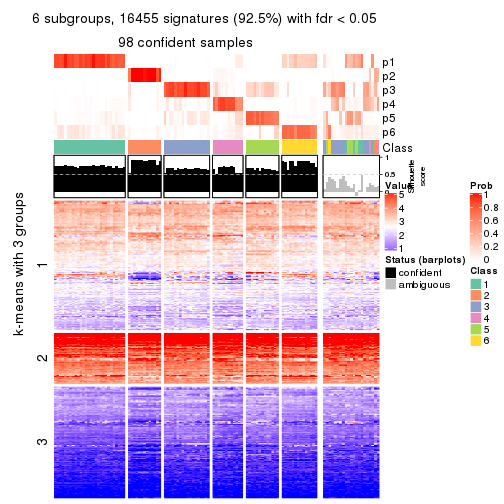 6 subgroups, 16455 signatures (92.5%) with fdr < 0.05
98 confident samples
p1
p2
p3
p4
p5
p6
Class
1
0.5
0
Silhouette
score
k-means with 3 groups
1
2
3
Value
5
4
3
2
1
Status (barplots)
confident
ambiguous
Prob
1
0.8
0.6
0.4
0.2
0
Class
1
2
3
4
5
6